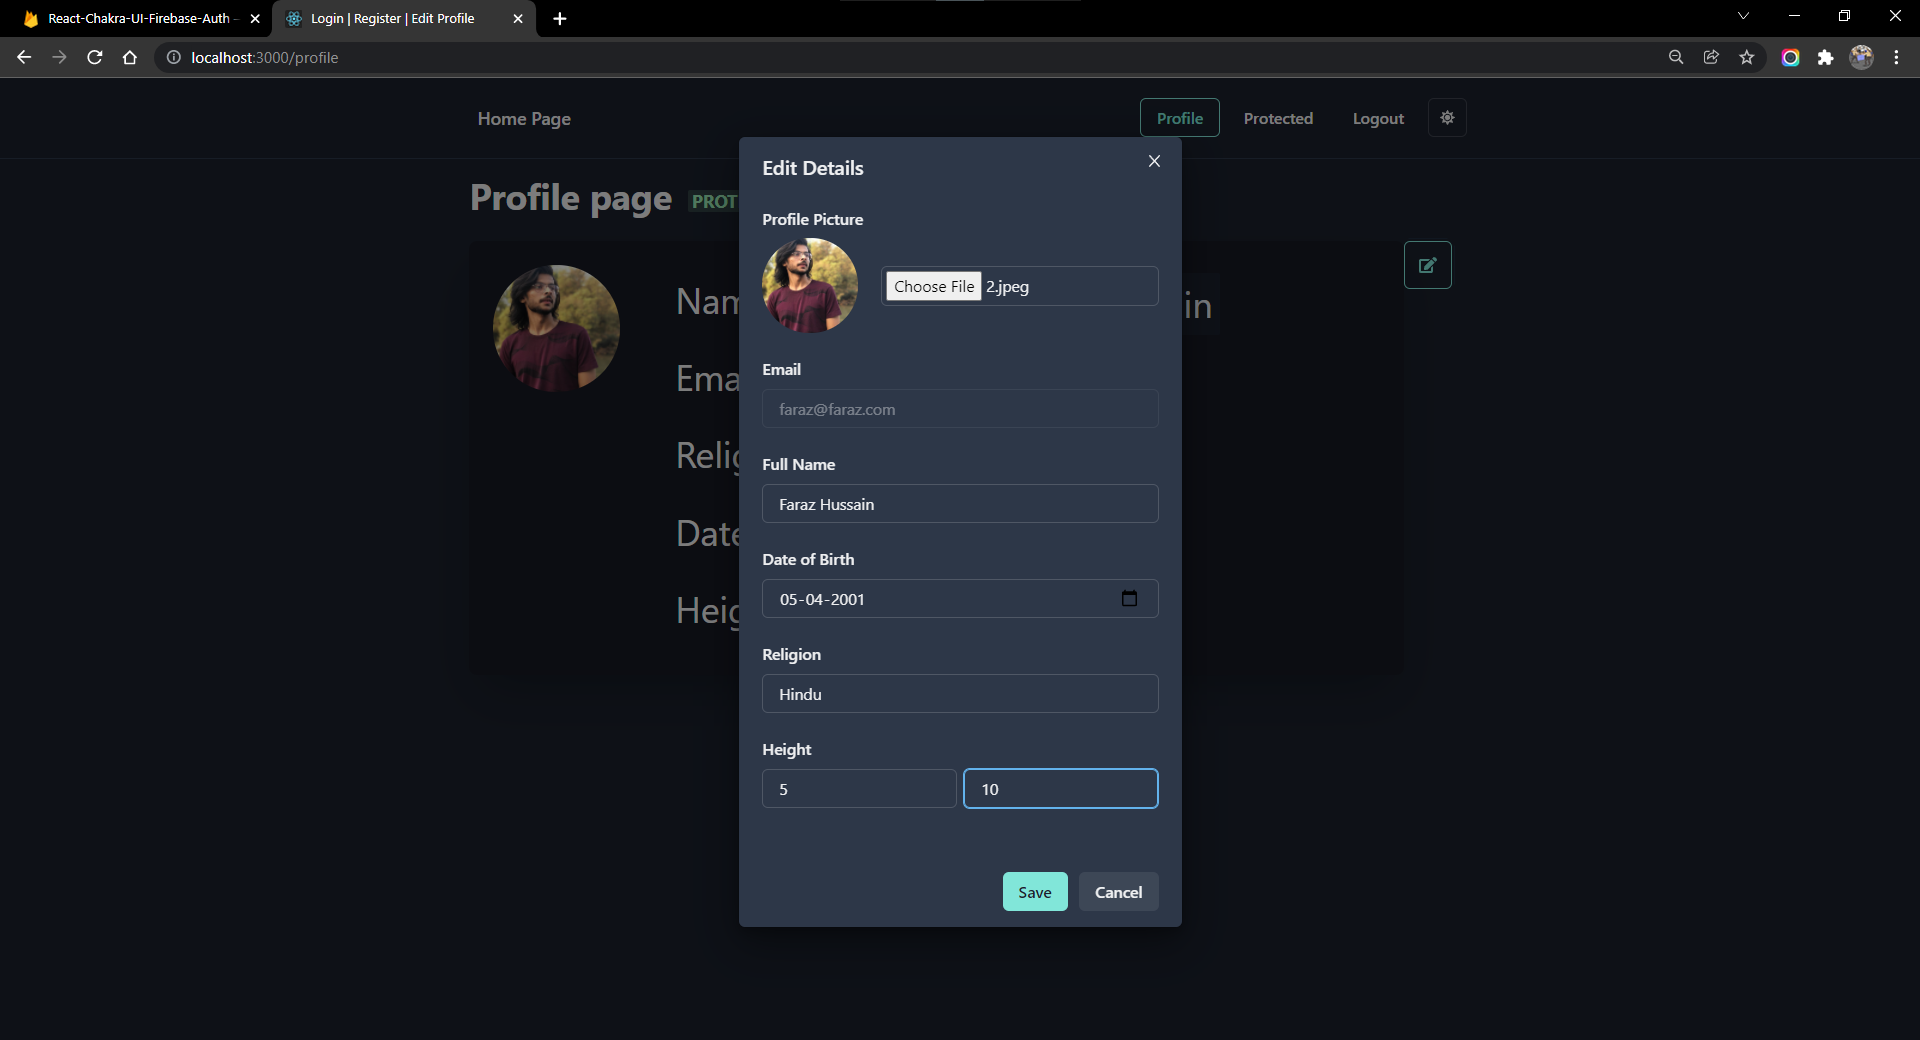 React-Chakra-UI-Firebase-Auth
Login | Register | Edit Profile
localhost:3000/profile
Home Page
Profile
Protected
Logout
Edit Details
Profile page
PROT
Profile Picture
Choose File 2.jpeg
Nam
in
Email
Ema
faraz@faraz.com
Relig
Full Name
Faraz Hussain
Date
Date of Birth
05-04-2001
Heig
Religion
Hindu
Height
5
10
Save
Cancel